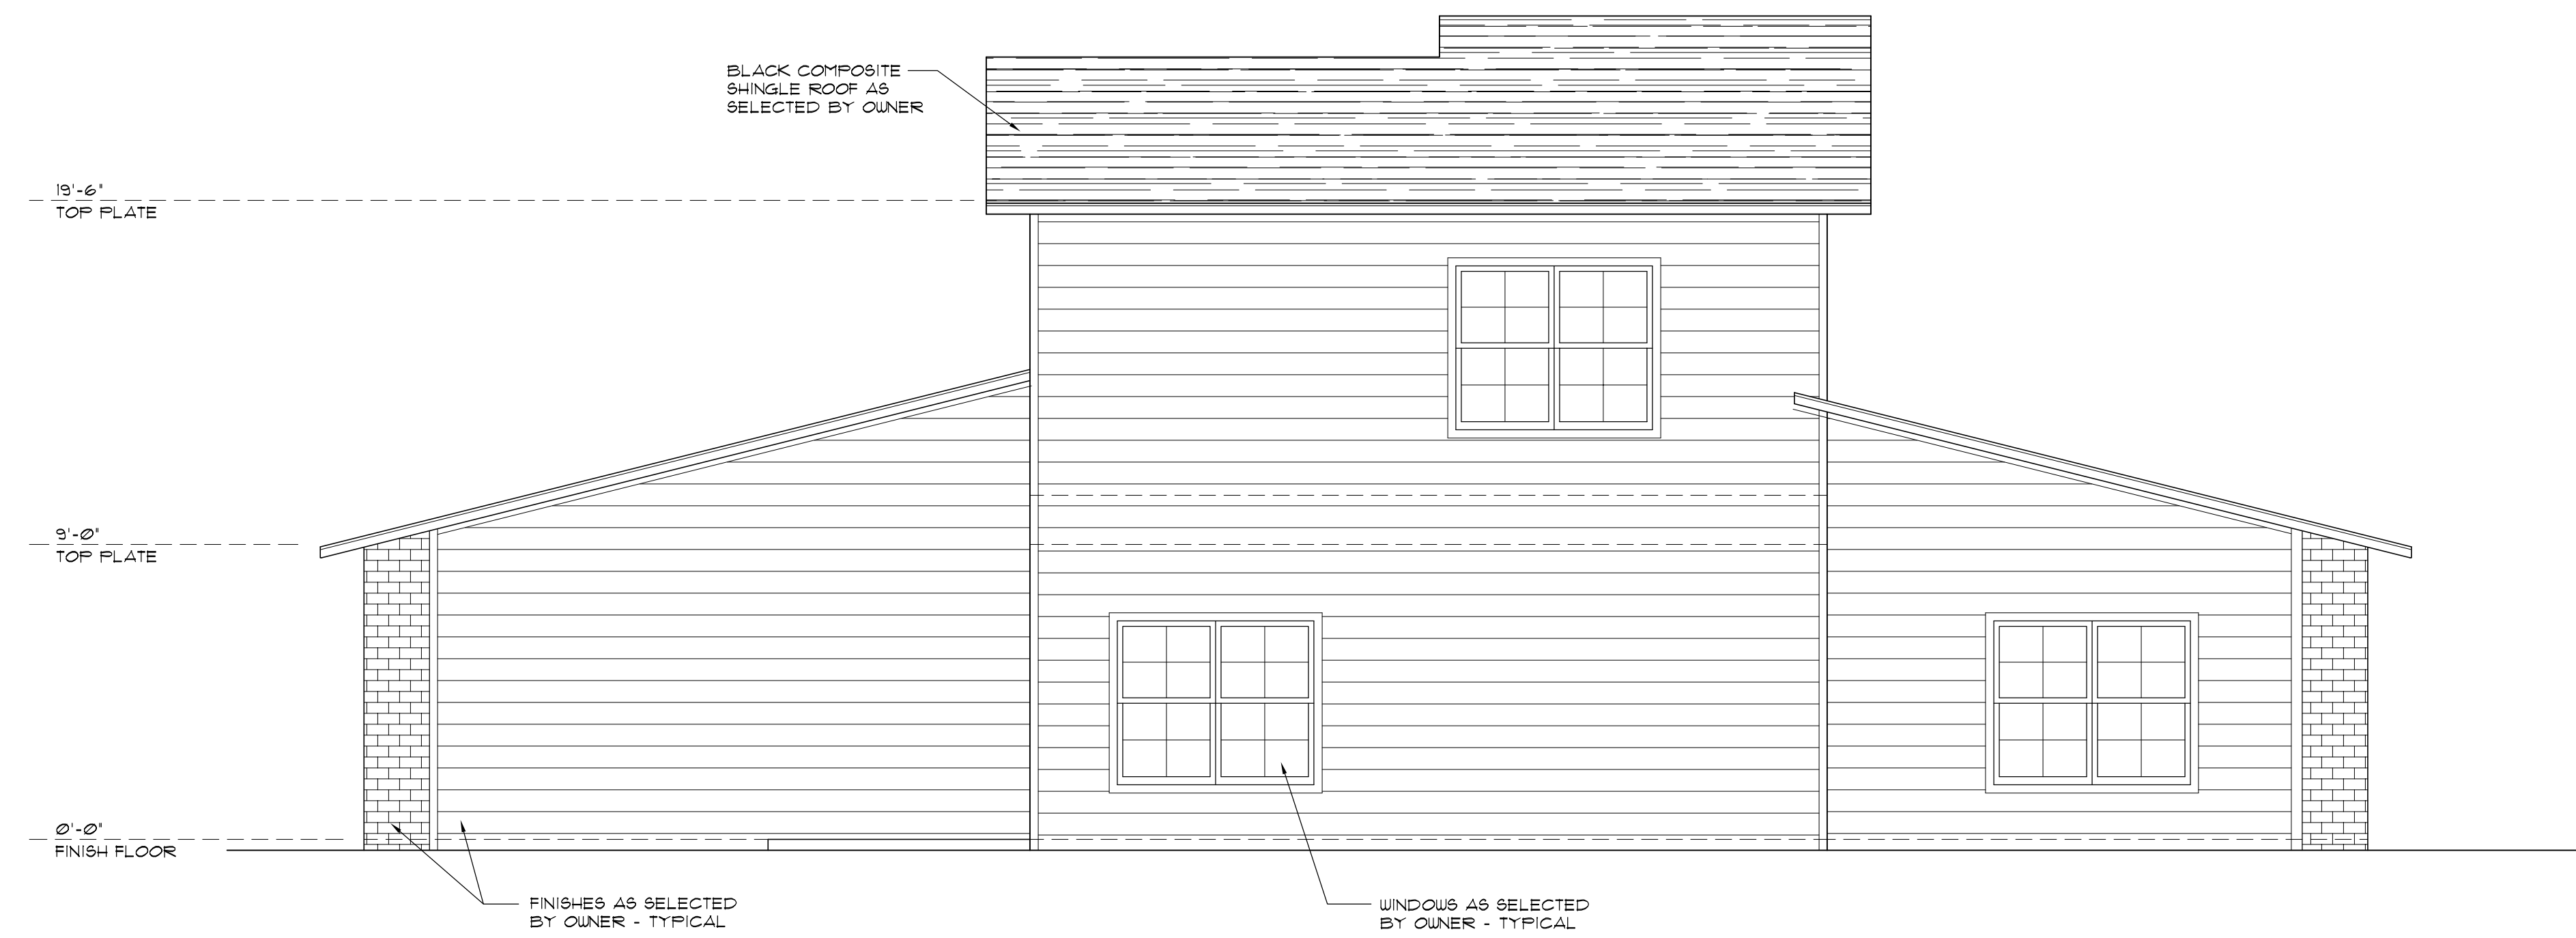 BLACK COMPOSITE
SHINGLE ROOF AS
SELECTED BY OWNER
19'-6"
TOP PLATE
9'-0"
TOP PLATE
0'-0"
FINISH FLOOR
FINISHES AS SELECTED
BY OWNER - TYPICAL
WINDOWS AS SELECTED
BY OWNER - TYPICAL